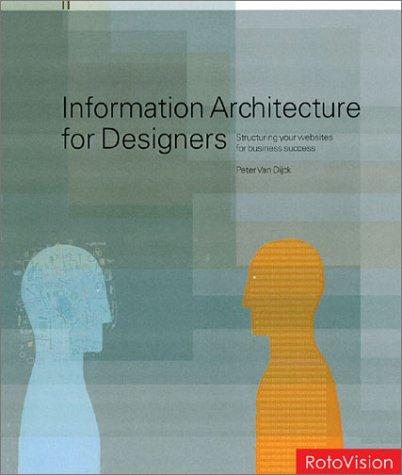 Information Architecture
for Designers
Structuring your websites
for business success
Peter Van Dijck
RotoVision